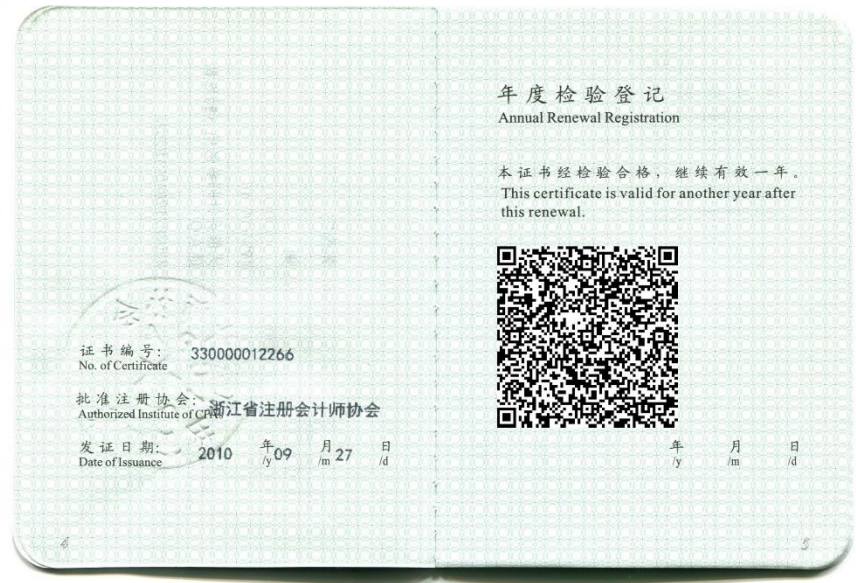 证书编号: 330000012266
No. of Certificate
批准注册协会: 浙江省注册会计师协会
Authorized Institute of CPAs
发证日期: 2010 年 09 月 27 日
Date of Issuance /y /m /d
4
年度检验登记
Annual Renewal Registration
本证书经检验合格，继续有效一年。
This certificate is valid for another year after
this renewal.
年 月 日
/y /m /d
5